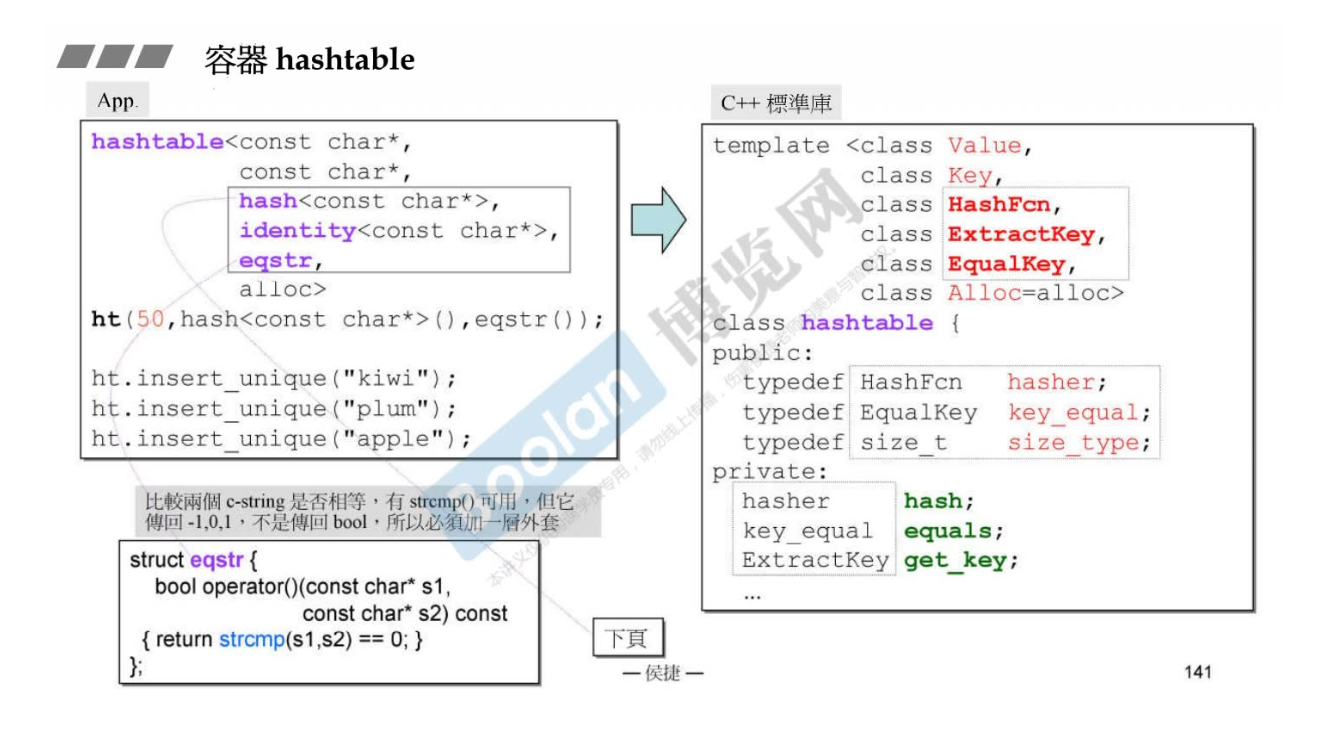 容器 hashtable
App.
hashtable<const char*,
const char*,
hash<const char*>,
identity<const char*>,
eqstr,
alloc>
ht(50,hash<const char*>(),eqstr());
ht.insert_unique("kiwi");
ht.insert_unique("plum");
ht.insert_unique("apple");
比較兩個 c-string 是否相等,有 strcmp() 可用,但它
傳回 -1,0,1,不是傳回 bool,所以必須加一層外套
struct eqstr {
bool operator()(const char* s1,
const char* s2) const
{ return strcmp(s1,s2) == 0; }
};
下頁
C++ 標準庫
template <class Value,
class Key,
class HashFcn,
class ExtractKey,
class EqualKey,
class Alloc=alloc>
class hashtable {
public:
typedef HashFcn hasher;
typedef EqualKey key_equal;
typedef size_t size_type;
private:
hasher hash;
key_equal equals;
ExtractKey get_key;
...
Boolan 博览网
— 侯捷 —
141